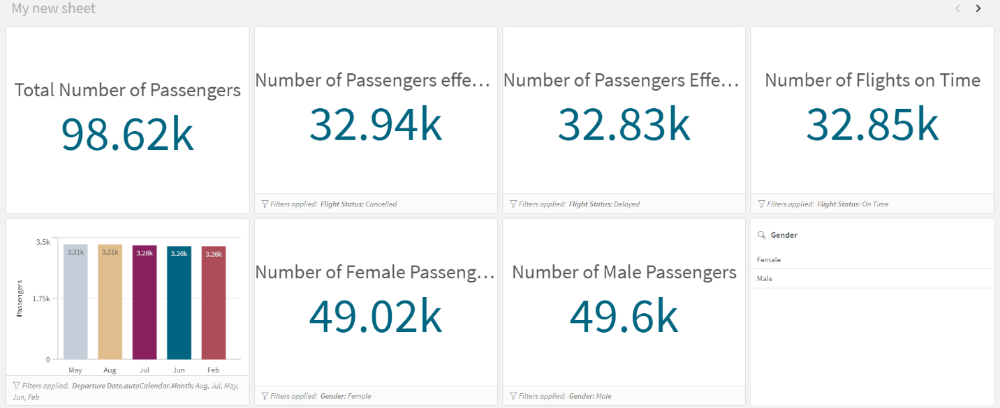 My new sheet
Total Number of Passengers
98.62k
Number of Passengers effe...
32.94k
Filters applied: Flight Status: Cancelled
Number of Passengers Effe...
32.83k
Filters applied: Flight Status: Delayed
Number of Flights on Time
32.85k
Filters applied: Flight Status: On Time
Passengers
3.5k
1.75k
0
3.31k
3.31k
3.28k
3.26k
3.26k
May
Aug
Jul
Jun
Feb
Filters applied: Departure Date.autoCalendar.Month: Aug, Jul, May,
Jun, Feb
Number of Female Passeng...
49.02k
Filters applied: Gender: Female
Number of Male Passengers
49.6k
Filters applied: Gender: Male
Gender
Female
Male